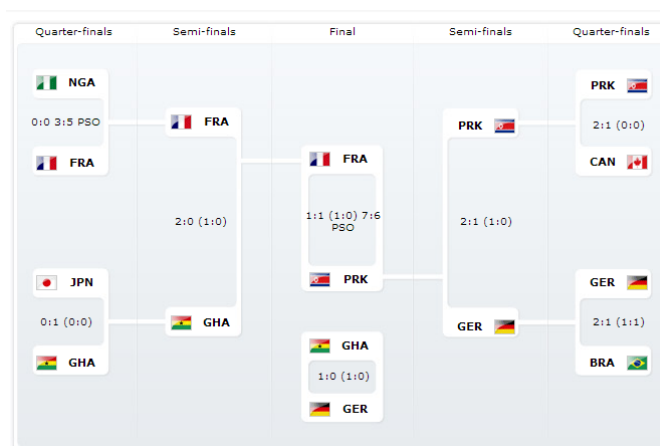 Quarter-finals
Semi-finals
Final
Semi-finals
Quarter-finals
NGA
0:0 3:5 PSO
FRA
JPN
0:1 (0:0)
GHA
FRA
2:0 (1:0)
GHA
FRA
1:1 (1:0) 7:6
PSO
PRK
GHA
1:0 (1:0)
GER
PRK
2:1 (1:0)
GER
PRK
2:1 (0:0)
CAN
GER
2:1 (1:1)
BRA